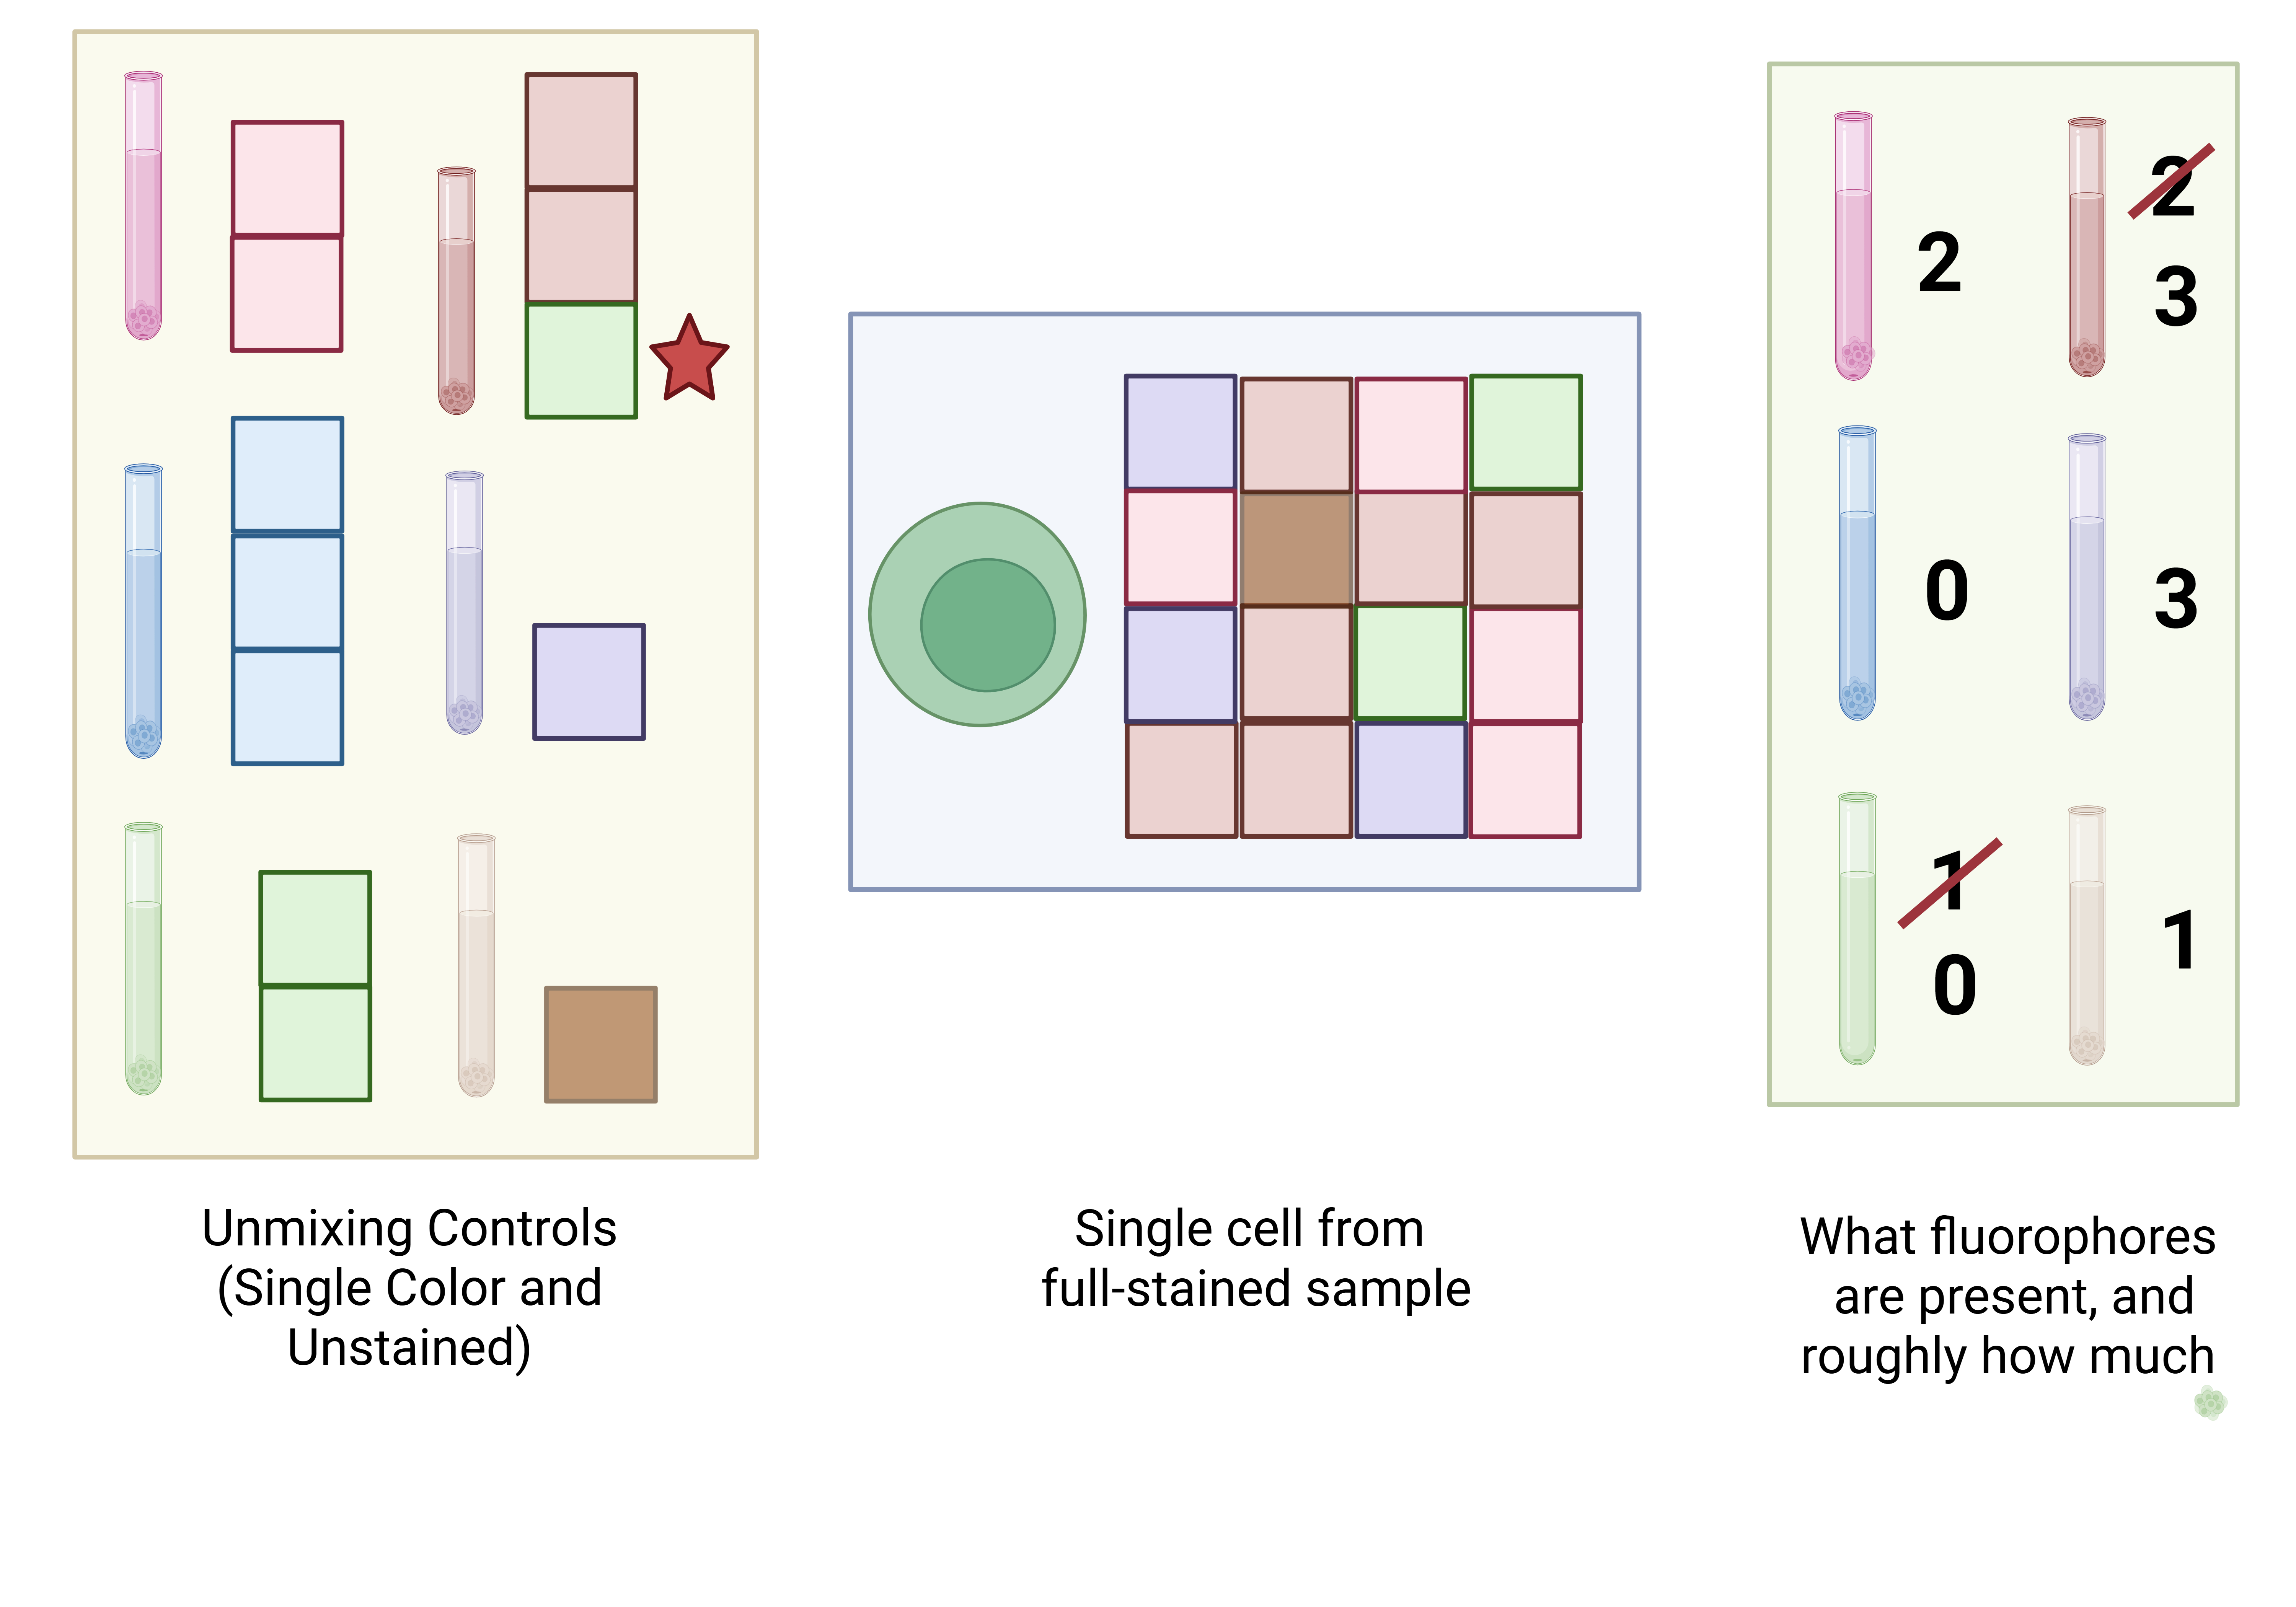 2
2
3
0
3
1
0
1
Unmixing Controls
(Single Color and
Unstained)
Single cell from
full-stained sample
What fluorophores
are present, and
roughly how much